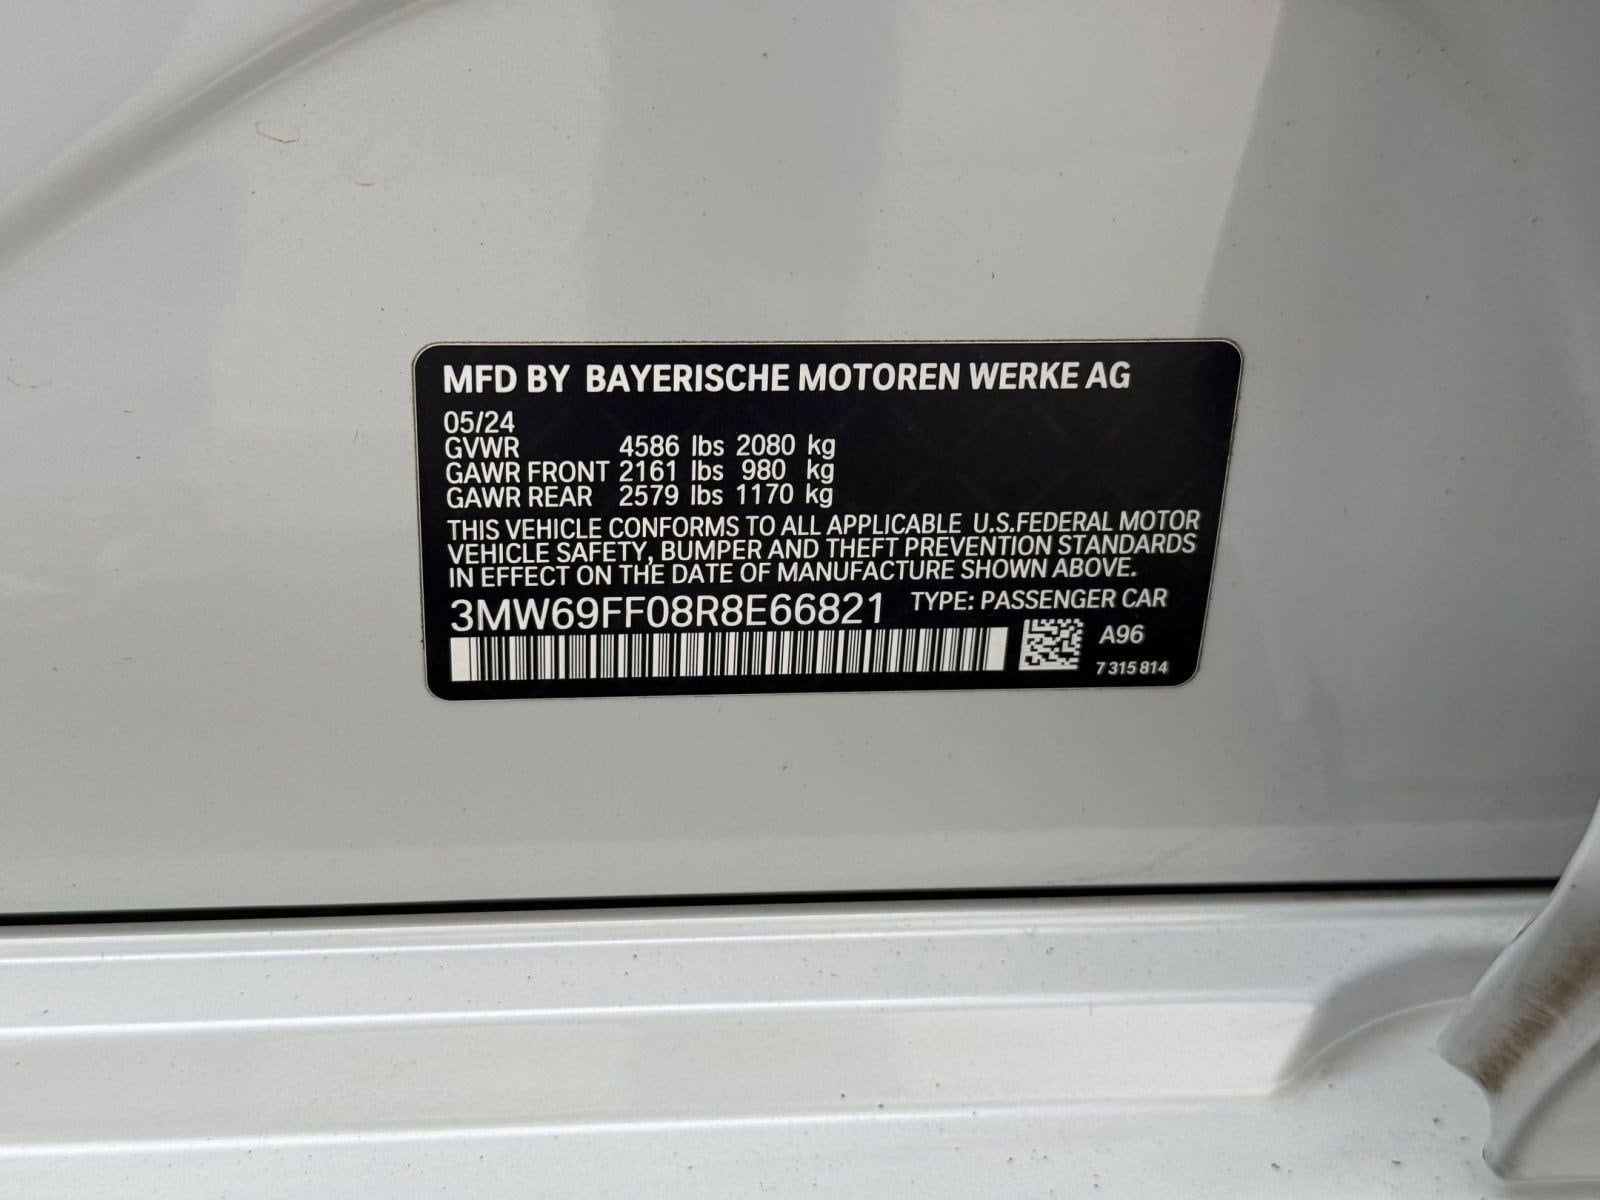 MFD BY BAYERISCHE MOTOREN WERKE AG
05/24
GVWR 4586 lbs 2080 kg
GAWR FRONT 2161 lbs 980 kg
GAWR REAR 2579 lbs 1170 kg
THIS VEHICLE CONFORMS TO ALL APPLICABLE U.S.FEDERAL MOTOR
VEHICLE SAFETY, BUMPER AND THEFT PREVENTION STANDARDS
IN EFFECT ON THE DATE OF MANUFACTURE SHOWN ABOVE.
3MW69FF08R8E66821 TYPE: PASSENGER CAR
A96
7 315 814